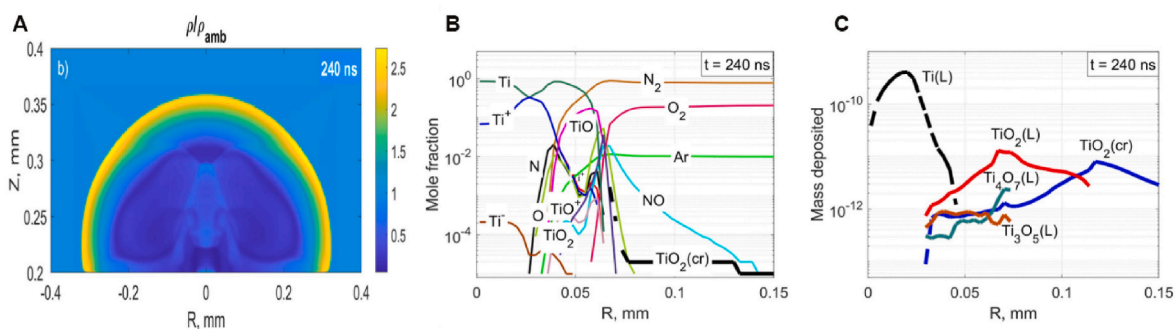 A
ρ/ρamb
0.4
0.35
0.3
0.25
0.2
Z, mm
b)
240 ns
2.5
2
1.5
1
0.5
-0.4
-0.2
0
0.2
0.4
R, mm
B
t = 240 ns
10⁰
10⁻²
10⁻⁴
Mole fraction
Ti
Ti⁺
N₂
O₂
TiO
N
Ar
NO
O
TiO⁺
TiO₂
Ti⁻
TiO₂(cr)
0
0.05
0.1
0.15
R, mm
C
t = 240 ns
10⁻¹⁰
10⁻¹²
Mass deposited
Ti(L)
TiO₂(L)
TiO₂(cr)
Ti₄O₇(L)
Ti₃O₅(L)
0
0.05
0.1
0.15
R, mm